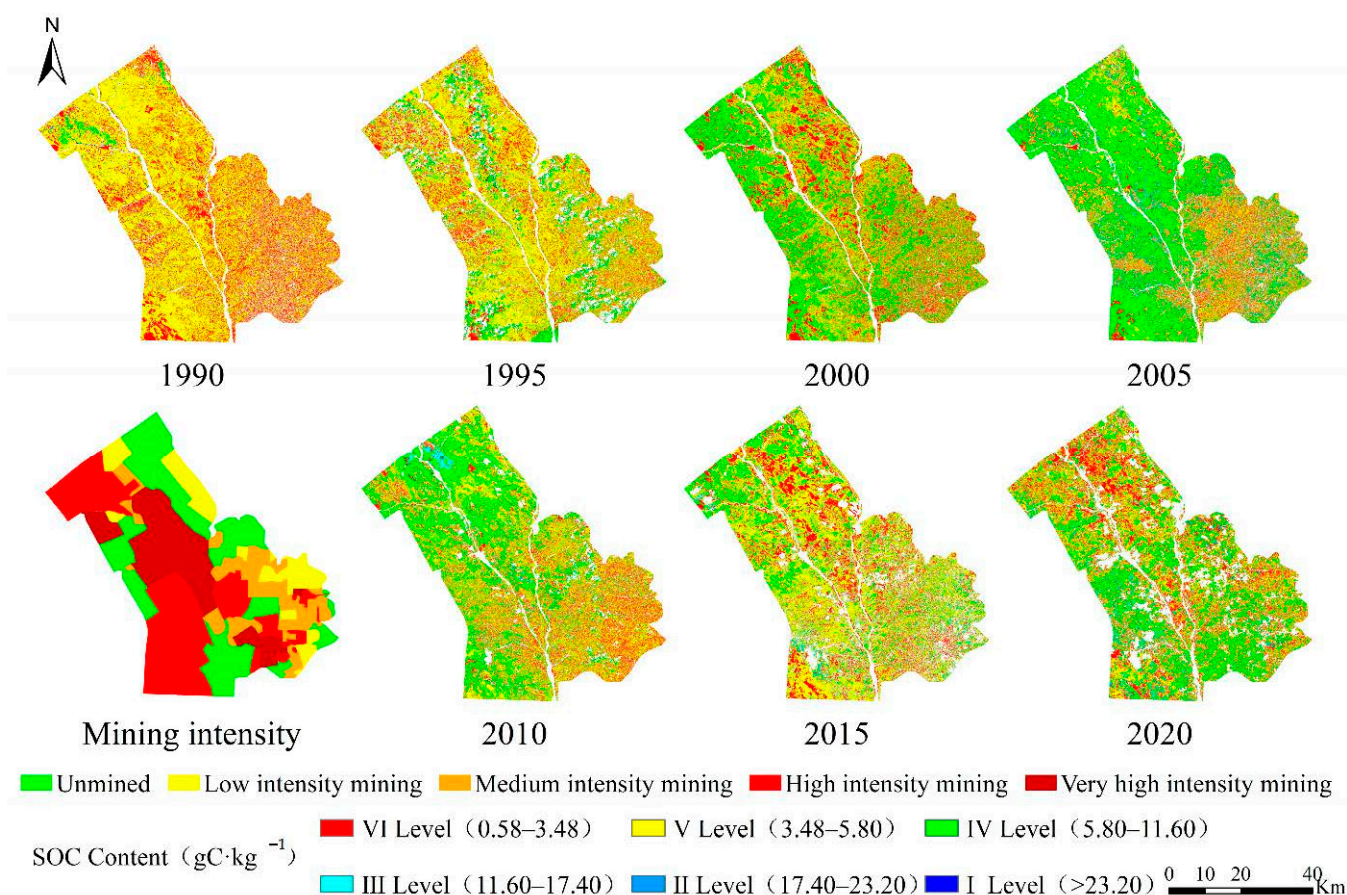 N
1990
1995
2000
2005
Mining intensity
2010
2015
2020
Unmined
Low intensity mining
Medium intensity mining
High intensity mining
Very high intensity mining
SOC Content（gC·kg⁻¹）
VI Level（0.58–3.48）
V Level（3.48–5.80）
IV Level（5.80–11.60）
III Level（11.60–17.40）
II Level（17.40–23.20）
I Level（>23.20）
0 10 20 40
Km